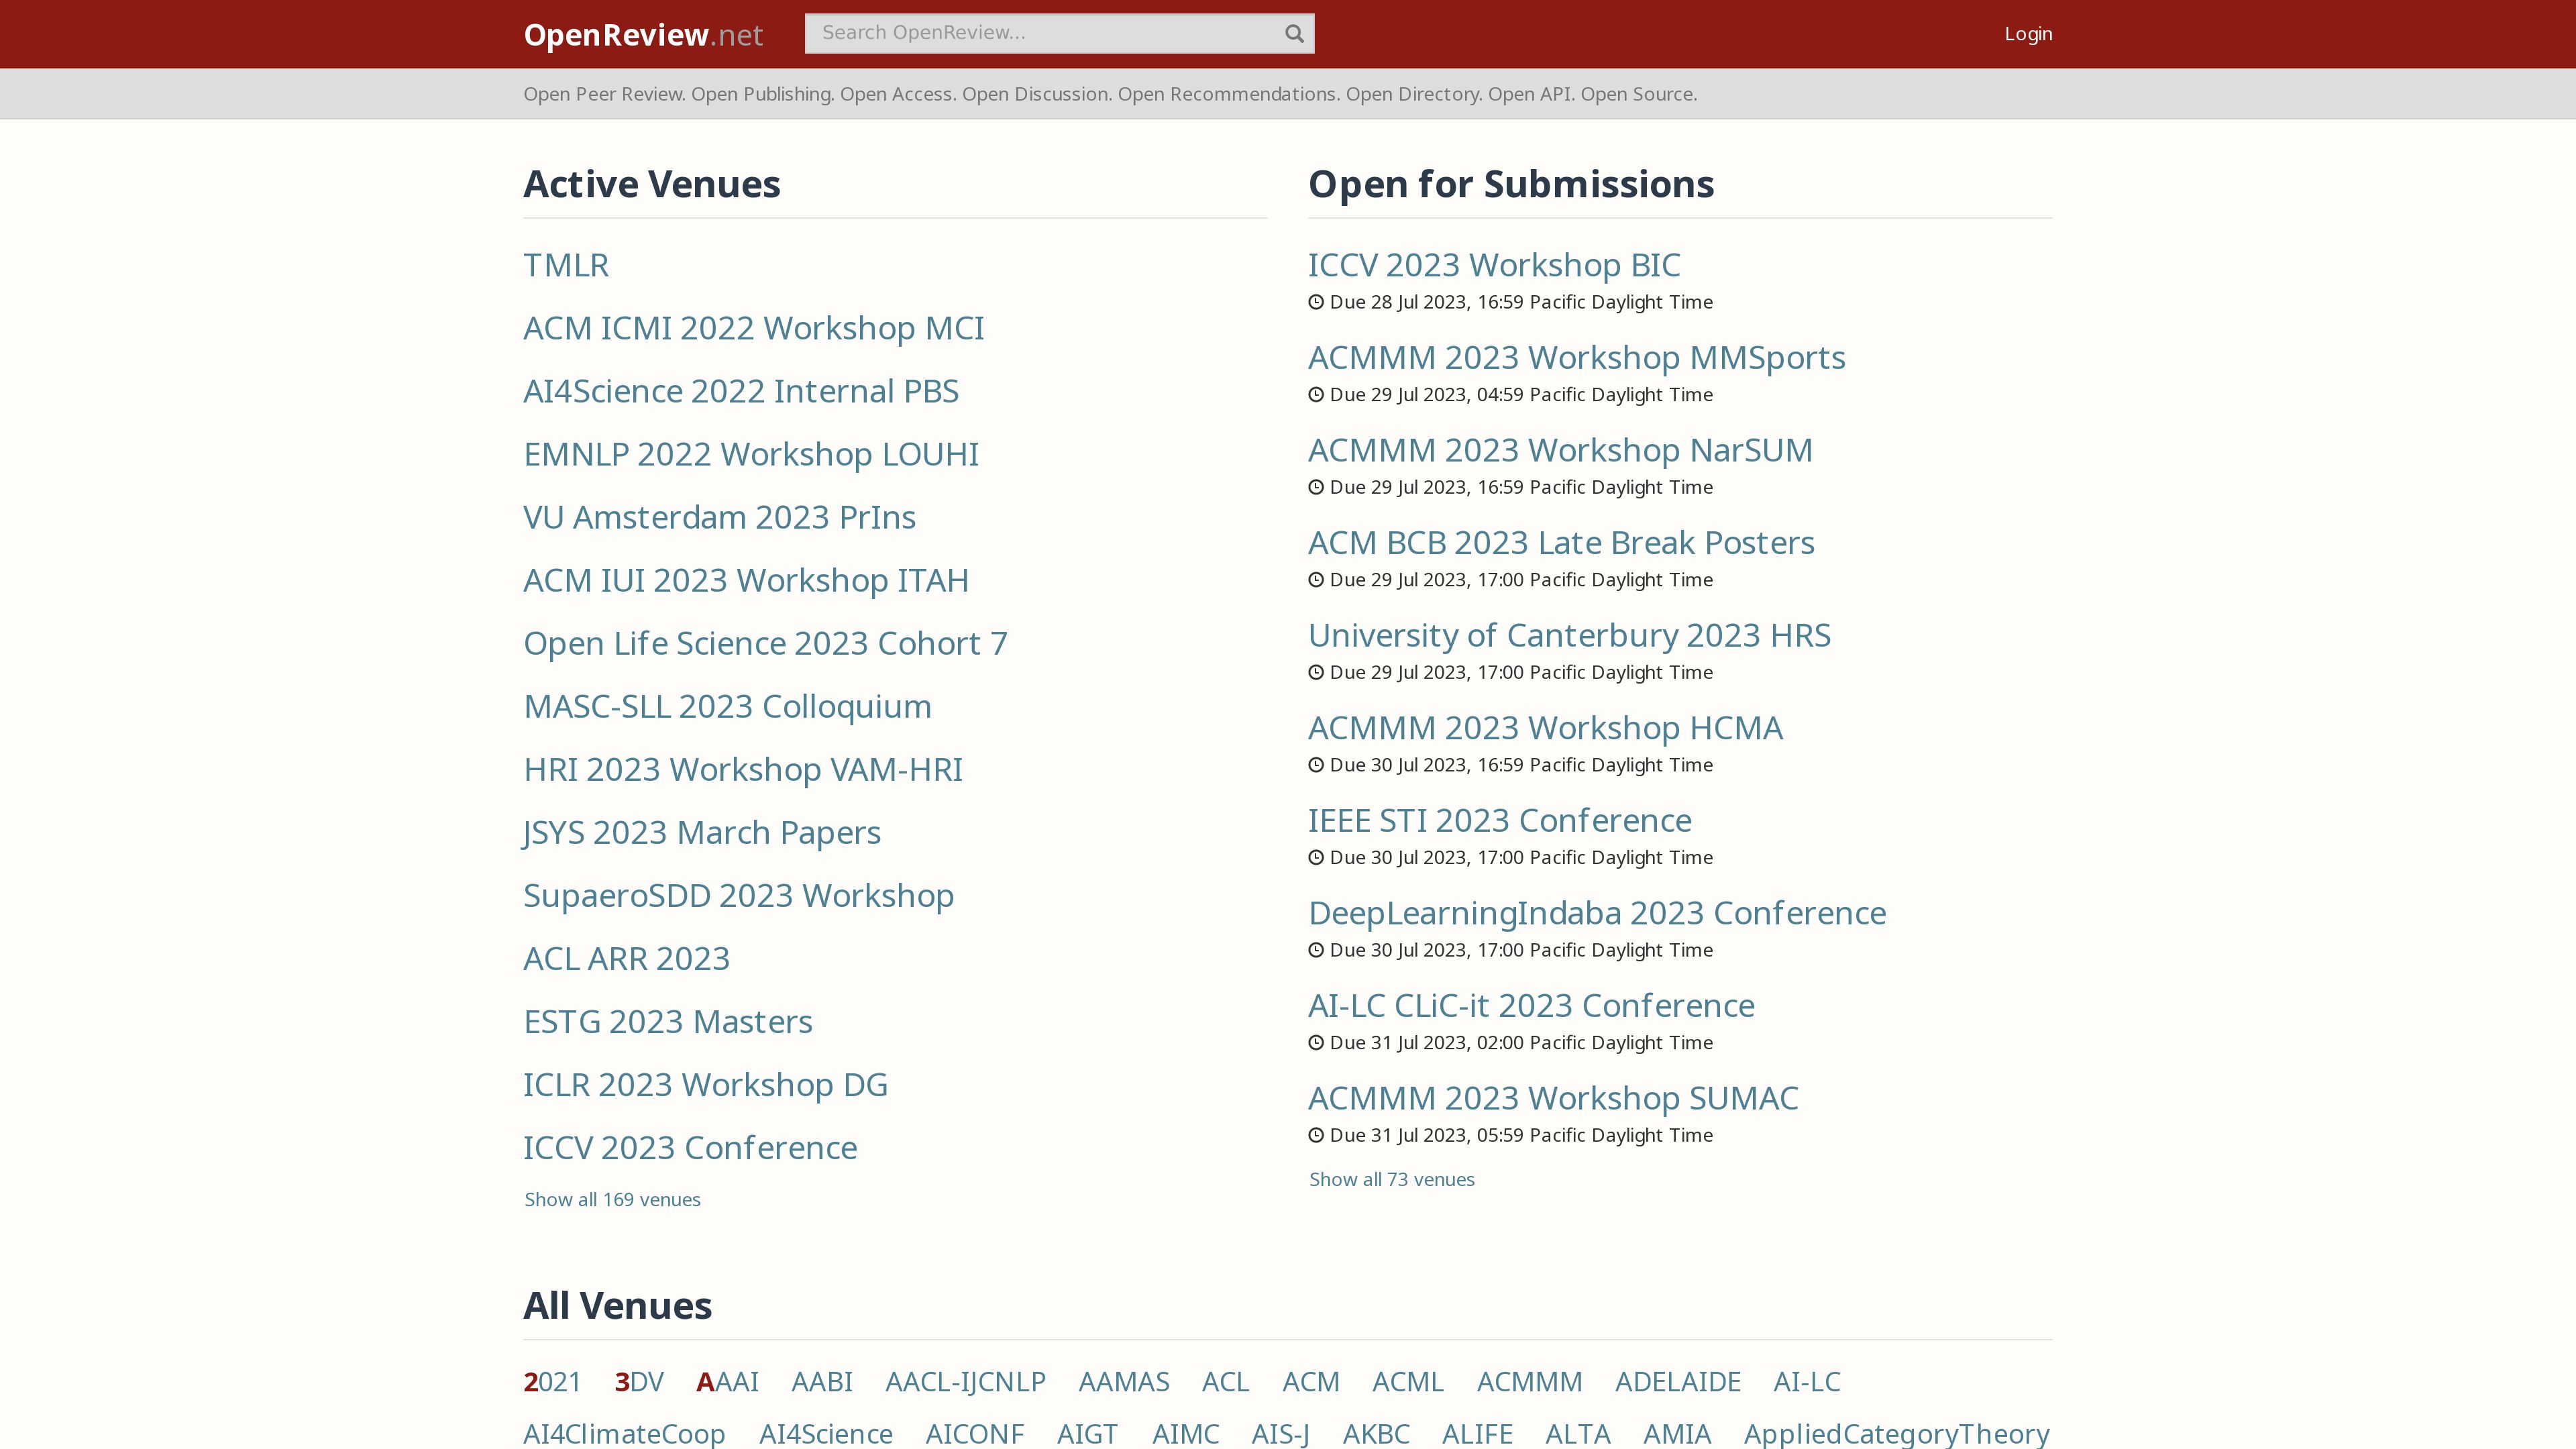 OpenReview.net
Search OpenReview...
Login
Open Peer Review. Open Publishing. Open Access. Open Discussion. Open Recommendations. Open Directory. Open API. Open Source.
Active Venues
TMLR
ACM ICMI 2022 Workshop MCI
AI4Science 2022 Internal PBS
EMNLP 2022 Workshop LOUHI
VU Amsterdam 2023 PrIns
ACM IUI 2023 Workshop ITAH
Open Life Science 2023 Cohort 7
MASC-SLL 2023 Colloquium
HRI 2023 Workshop VAM-HRI
JSYS 2023 March Papers
SupaeroSDD 2023 Workshop
ACL ARR 2023
ESTG 2023 Masters
ICLR 2023 Workshop DG
ICCV 2023 Conference
Show all 169 venues
Open for Submissions
ICCV 2023 Workshop BIC
Due 28 Jul 2023, 16:59 Pacific Daylight Time
ACMMM 2023 Workshop MMSports
Due 29 Jul 2023, 04:59 Pacific Daylight Time
ACMMM 2023 Workshop NarSUM
Due 29 Jul 2023, 16:59 Pacific Daylight Time
ACM BCB 2023 Late Break Posters
Due 29 Jul 2023, 17:00 Pacific Daylight Time
University of Canterbury 2023 HRS
Due 29 Jul 2023, 17:00 Pacific Daylight Time
ACMMM 2023 Workshop HCMA
Due 30 Jul 2023, 16:59 Pacific Daylight Time
IEEE STI 2023 Conference
Due 30 Jul 2023, 17:00 Pacific Daylight Time
DeepLearningIndaba 2023 Conference
Due 30 Jul 2023, 17:00 Pacific Daylight Time
AI-LC CLiC-it 2023 Conference
Due 31 Jul 2023, 02:00 Pacific Daylight Time
ACMMM 2023 Workshop SUMAC
Due 31 Jul 2023, 05:59 Pacific Daylight Time
Show all 73 venues
All Venues
2021 3DV AAAI AABI AACL-IJCNLP AAMAS ACL ACM ACML ACMMM ADELAIDE AI-LC
AI4ClimateCoop AI4Science AICONF AIGT AIMC AIS-J AKBC ALIFE ALTA AMIA AppliedCategoryTheory